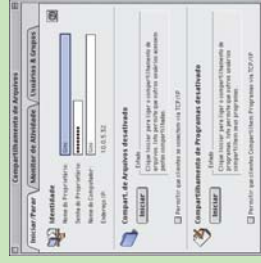 Compartilhamento de Arquivos
Iniciar/Parar
Monitor de Atividade
Usuários & Grupos
Identidade
Nome do Proprietário:
Senha do Proprietário:
Nome do Computador:
Endereço IP: 10.0.5.32
Compart. de Arquivos desativado
Estado
Iniciar
Clique Iniciar para ligar o compartilhamento de
arquivos. Isto permite que outros usuários acessem
pastas compartilhadas.
Permitir que clientes se conectem via TCP/IP
Compartilhamento de Programas desativado
Estado
Iniciar
Clique Iniciar para ligar o compartilhamento de
programas. Isto permite que outros usuários
compartilhem seus programas.
Permitir que clientes Compartilhem Programas via TCP/IP